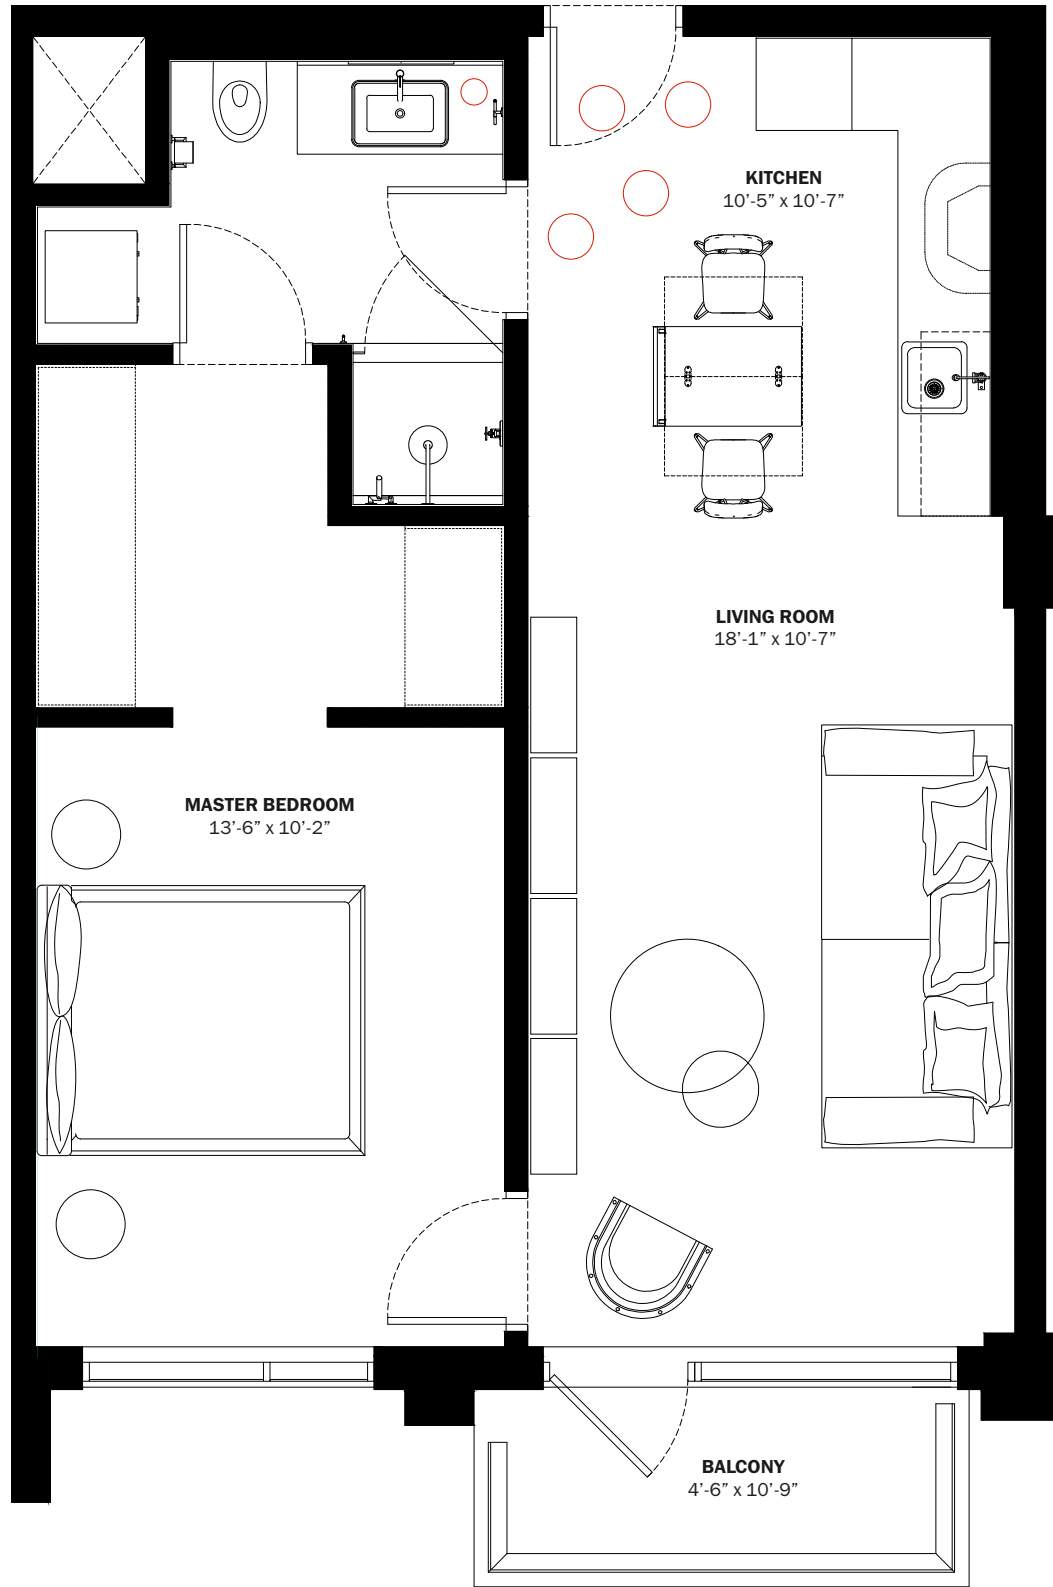 KITCHEN
10’-5” x 10’-7”
LIVING ROOM
18’-1” x 10’-7”
MASTER BEDROOM
13’-6” x 10’-2”
BALCONY
4’-6” x 10’-9”